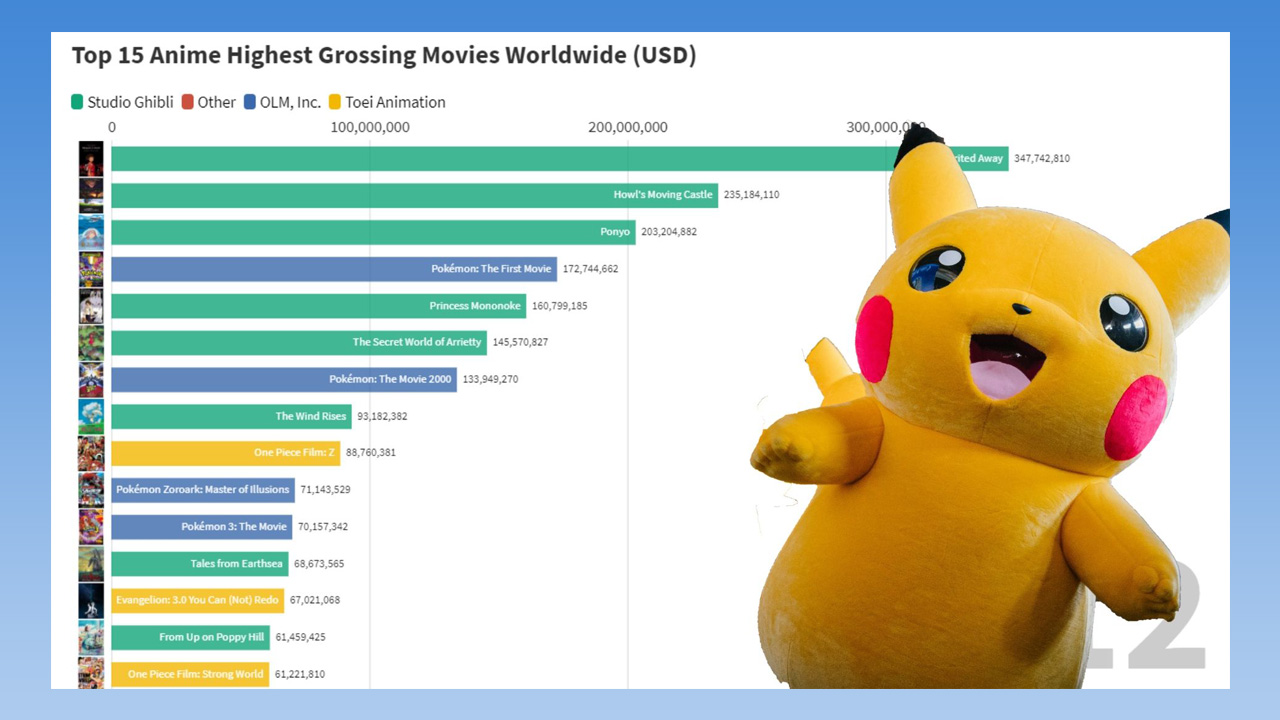 Top 15 Anime Highest Grossing Movies Worldwide (USD)
Studio Ghibli Other OLM, Inc. Toei Animation
0 100,000,000 200,000,000 300,000,0
Away 347,742,810
Howl's Moving Castle 235,184,110
Ponyo 203,204,882
Pokémon: The First Movie 172,744,662
Princess Mononoke 160,799,185
The Secret World of Arrietty 145,570,827
Pokémon: The Movie 2000 133,949,270
The Wind Rises 93,182,382
One Piece Film: Z 88,760,381
Pokémon Zoroark: Master of Illusions 71,143,529
Pokémon 3: The Movie 70,157,342
Tales from Earthsea 68,673,565
Evangelion: 3.0 You Can (Not) Redo 67,021,068
From Up on Poppy Hill 61,459,425
One Piece Film: Strong World 61,221,810
2